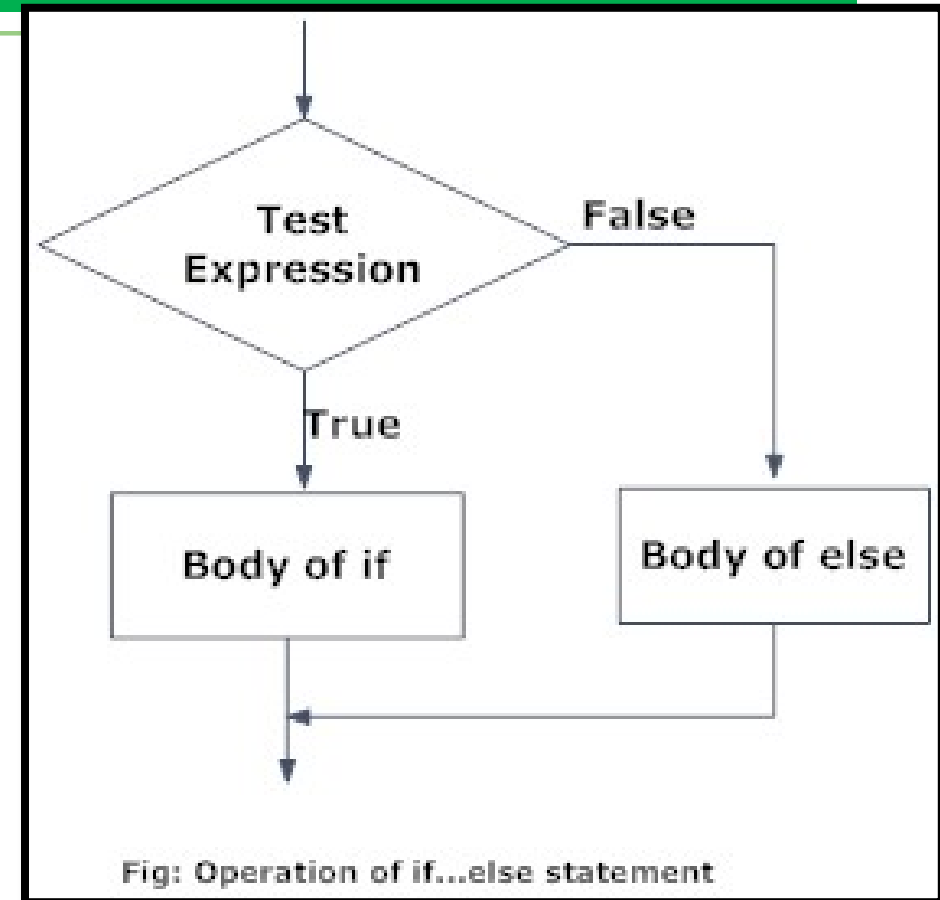 Test
Expression
False
True
Body of if
Body of else
Fig: Operation of if...else statement